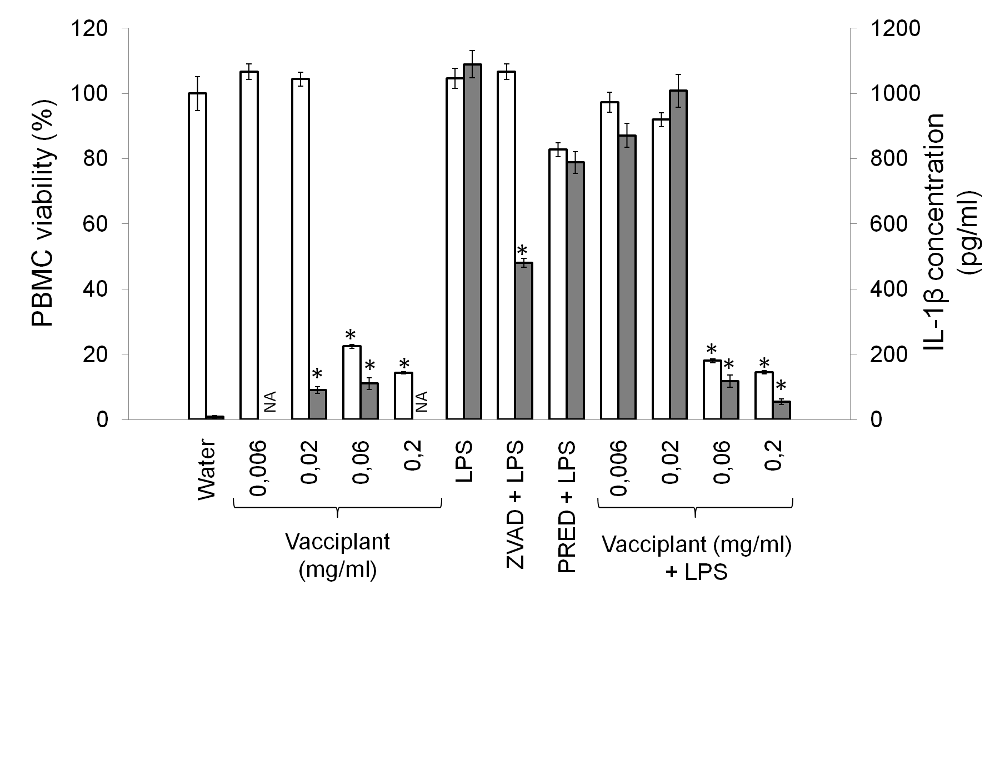 PBMC viability (%)
120
100
80
60
40
20
0
1200
1000
800
600
400
200
0
IL-1β concentration
(pg/ml)
*
*
*
*
*
*
*
*
*
NA
NA
Water
0,006
0,02
0,06
0,2
LPS
ZVAD + LPS
PRED + LPS
0,006
0,02
0,06
0,2
Vacciplant
(mg/ml)
Vacciplant (mg/ml)
+ LPS